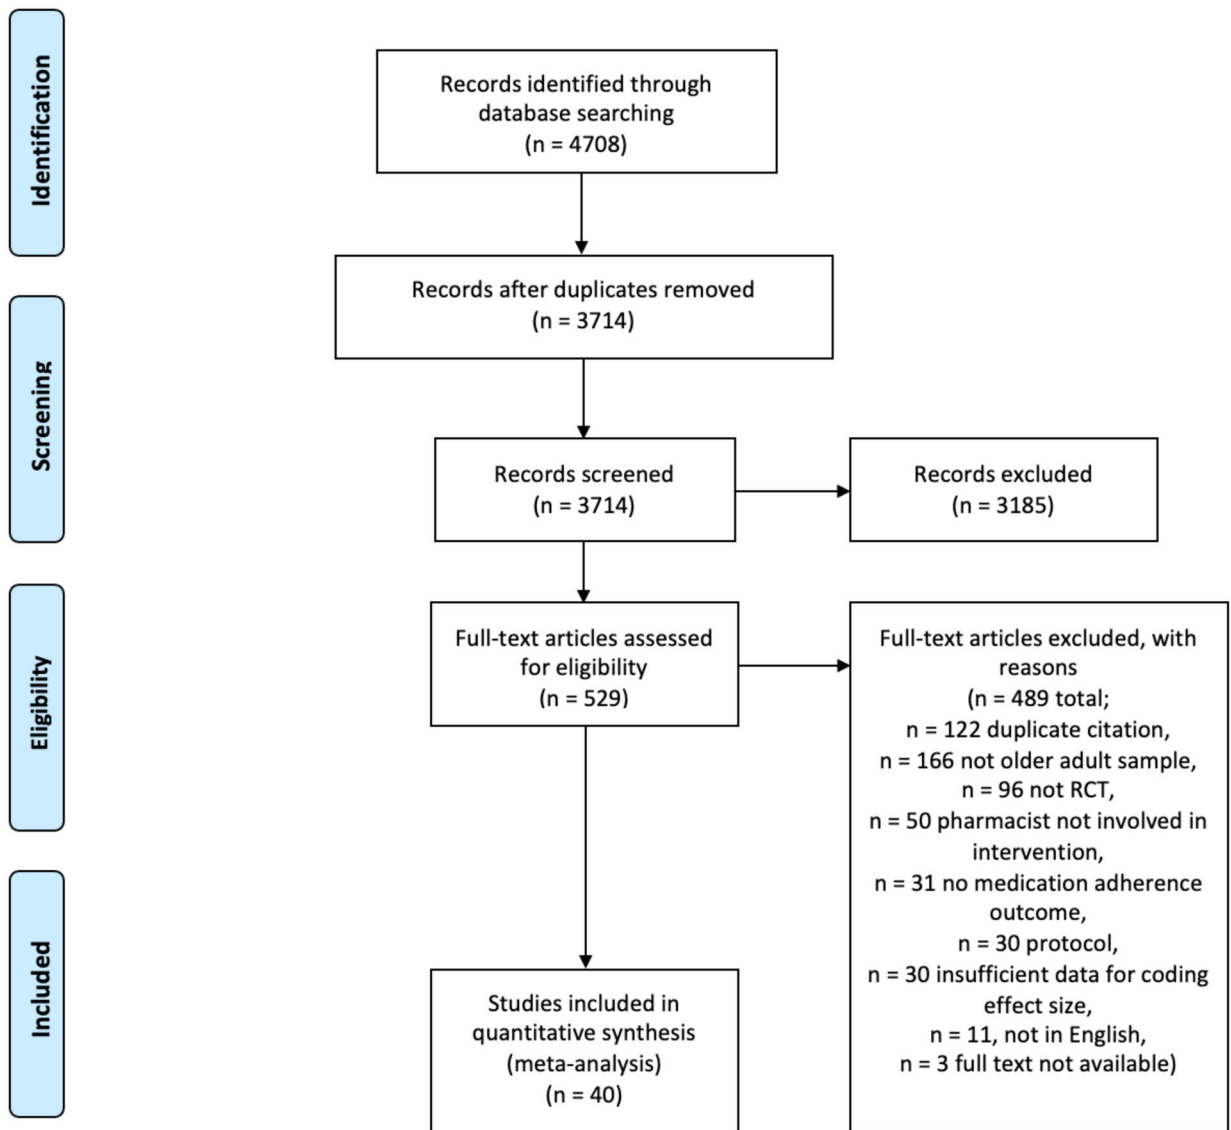 Identification
Records identified through
database searching
(n = 4708)
Records after duplicates removed
(n = 3714)
Screening
Records screened
(n = 3714)
Records excluded
(n = 3185)
Eligibility
Full-text articles assessed
for eligibility
(n = 529)
Full-text articles excluded, with
reasons
(n = 489 total;
n = 122 duplicate citation,
n = 166 not older adult sample,
n = 96 not RCT,
n = 50 pharmacist not involved in
intervention,
n = 31 no medication adherence
outcome,
n = 30 protocol,
n = 30 insufficient data for coding
effect size,
n = 11, not in English,
n = 3 full text not available)
Included
Studies included in
quantitative synthesis
(meta-analysis)
(n = 40)